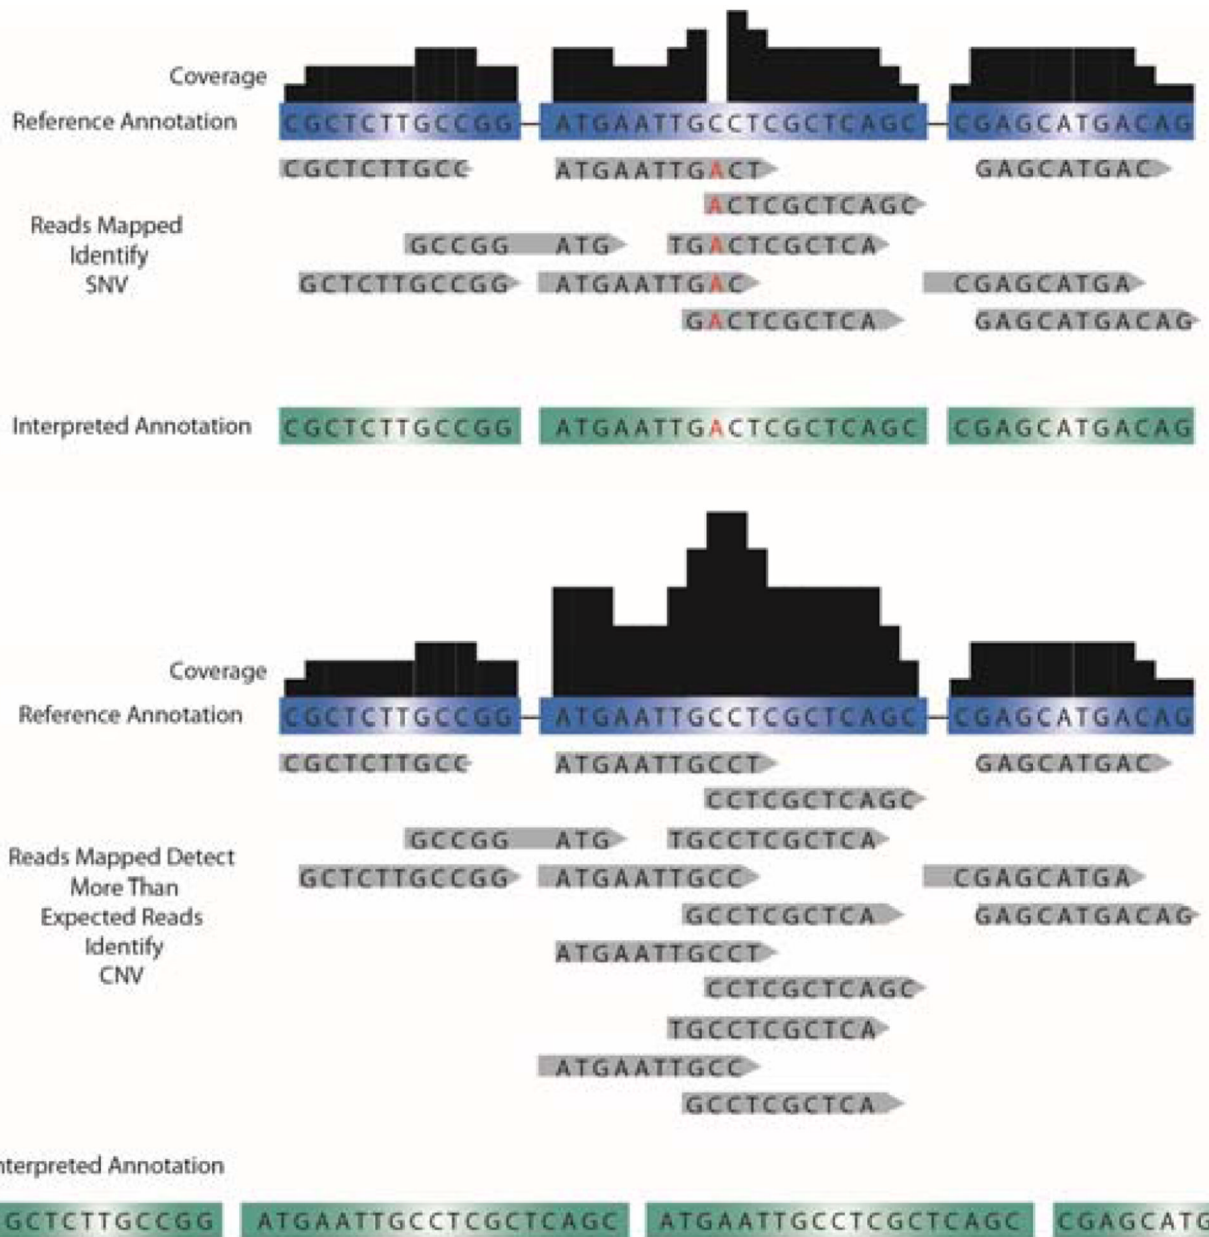 Coverage
Reference Annotation CGCTCTTGCCGG ATGAATTGCCTCGCTCAGC CGAGCATGACAG
CGCTCTTGCC ATGAATTGACT GAGCATGAC
ACTCGCTCAGC
Reads Mapped
Identify
SNV
GCCGG ATG TGACTCGCTCA
GCTCTTGCCGG ATGAATTGAC CGAGCATGA
GACTCGCTCA GAGCATGACAG
Interpreted Annotation CGCTCTTGCCGG ATGAATTGACTCGCTCAGC CGAGCATGACAG
Coverage
Reference Annotation CGCTCTTGCCGG ATGAATTGCCTCGCTCAGC CGAGCATGACAG
CGCTCTTGCC ATGAATTGCCT GAGCATGAC
CCTCGCTCAGC
Reads Mapped Detect
More Than
Expected Reads
Identify
CNV
GCCGG ATG TGCCTCGCTCA
GCTCTTGCCGG ATGAATTGCC CGAGCATGA
GCCTCGCTCA GAGCATGACAG
ATGAATTGCCT
CCTCGCTCAGC
TGCCTCGCTCA
ATGAATTGCC
GCCTCGCTCA
nterpreted Annotation
GCTCTTGCCGG ATGAATTGCCTCGCTCAGC ATGAATTGCCTCGCTCAGC CGAGCATG